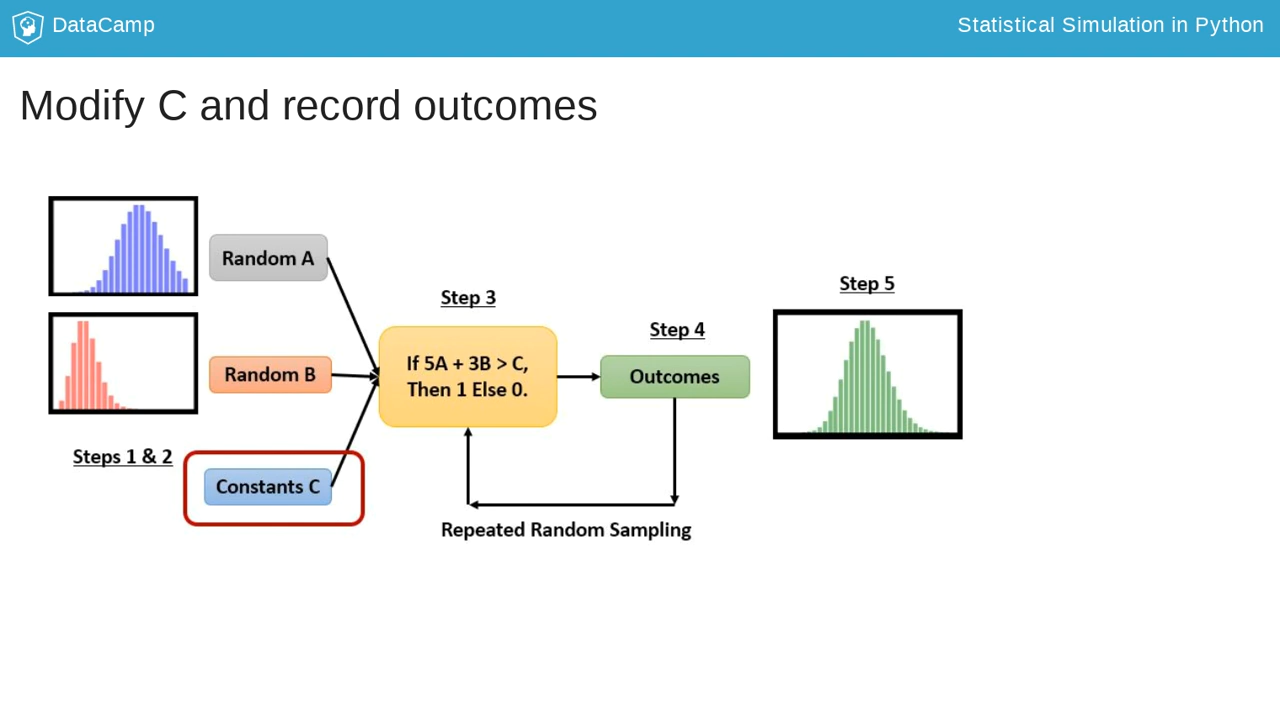 DataCamp
Statistical Simulation in Python
Modify C and record outcomes
Random A
Random B
Steps 1 & 2
Constants C
Step 3
If 5A + 3B > C,
Then 1 Else 0.
Step 4
Outcomes
Repeated Random Sampling
Step 5